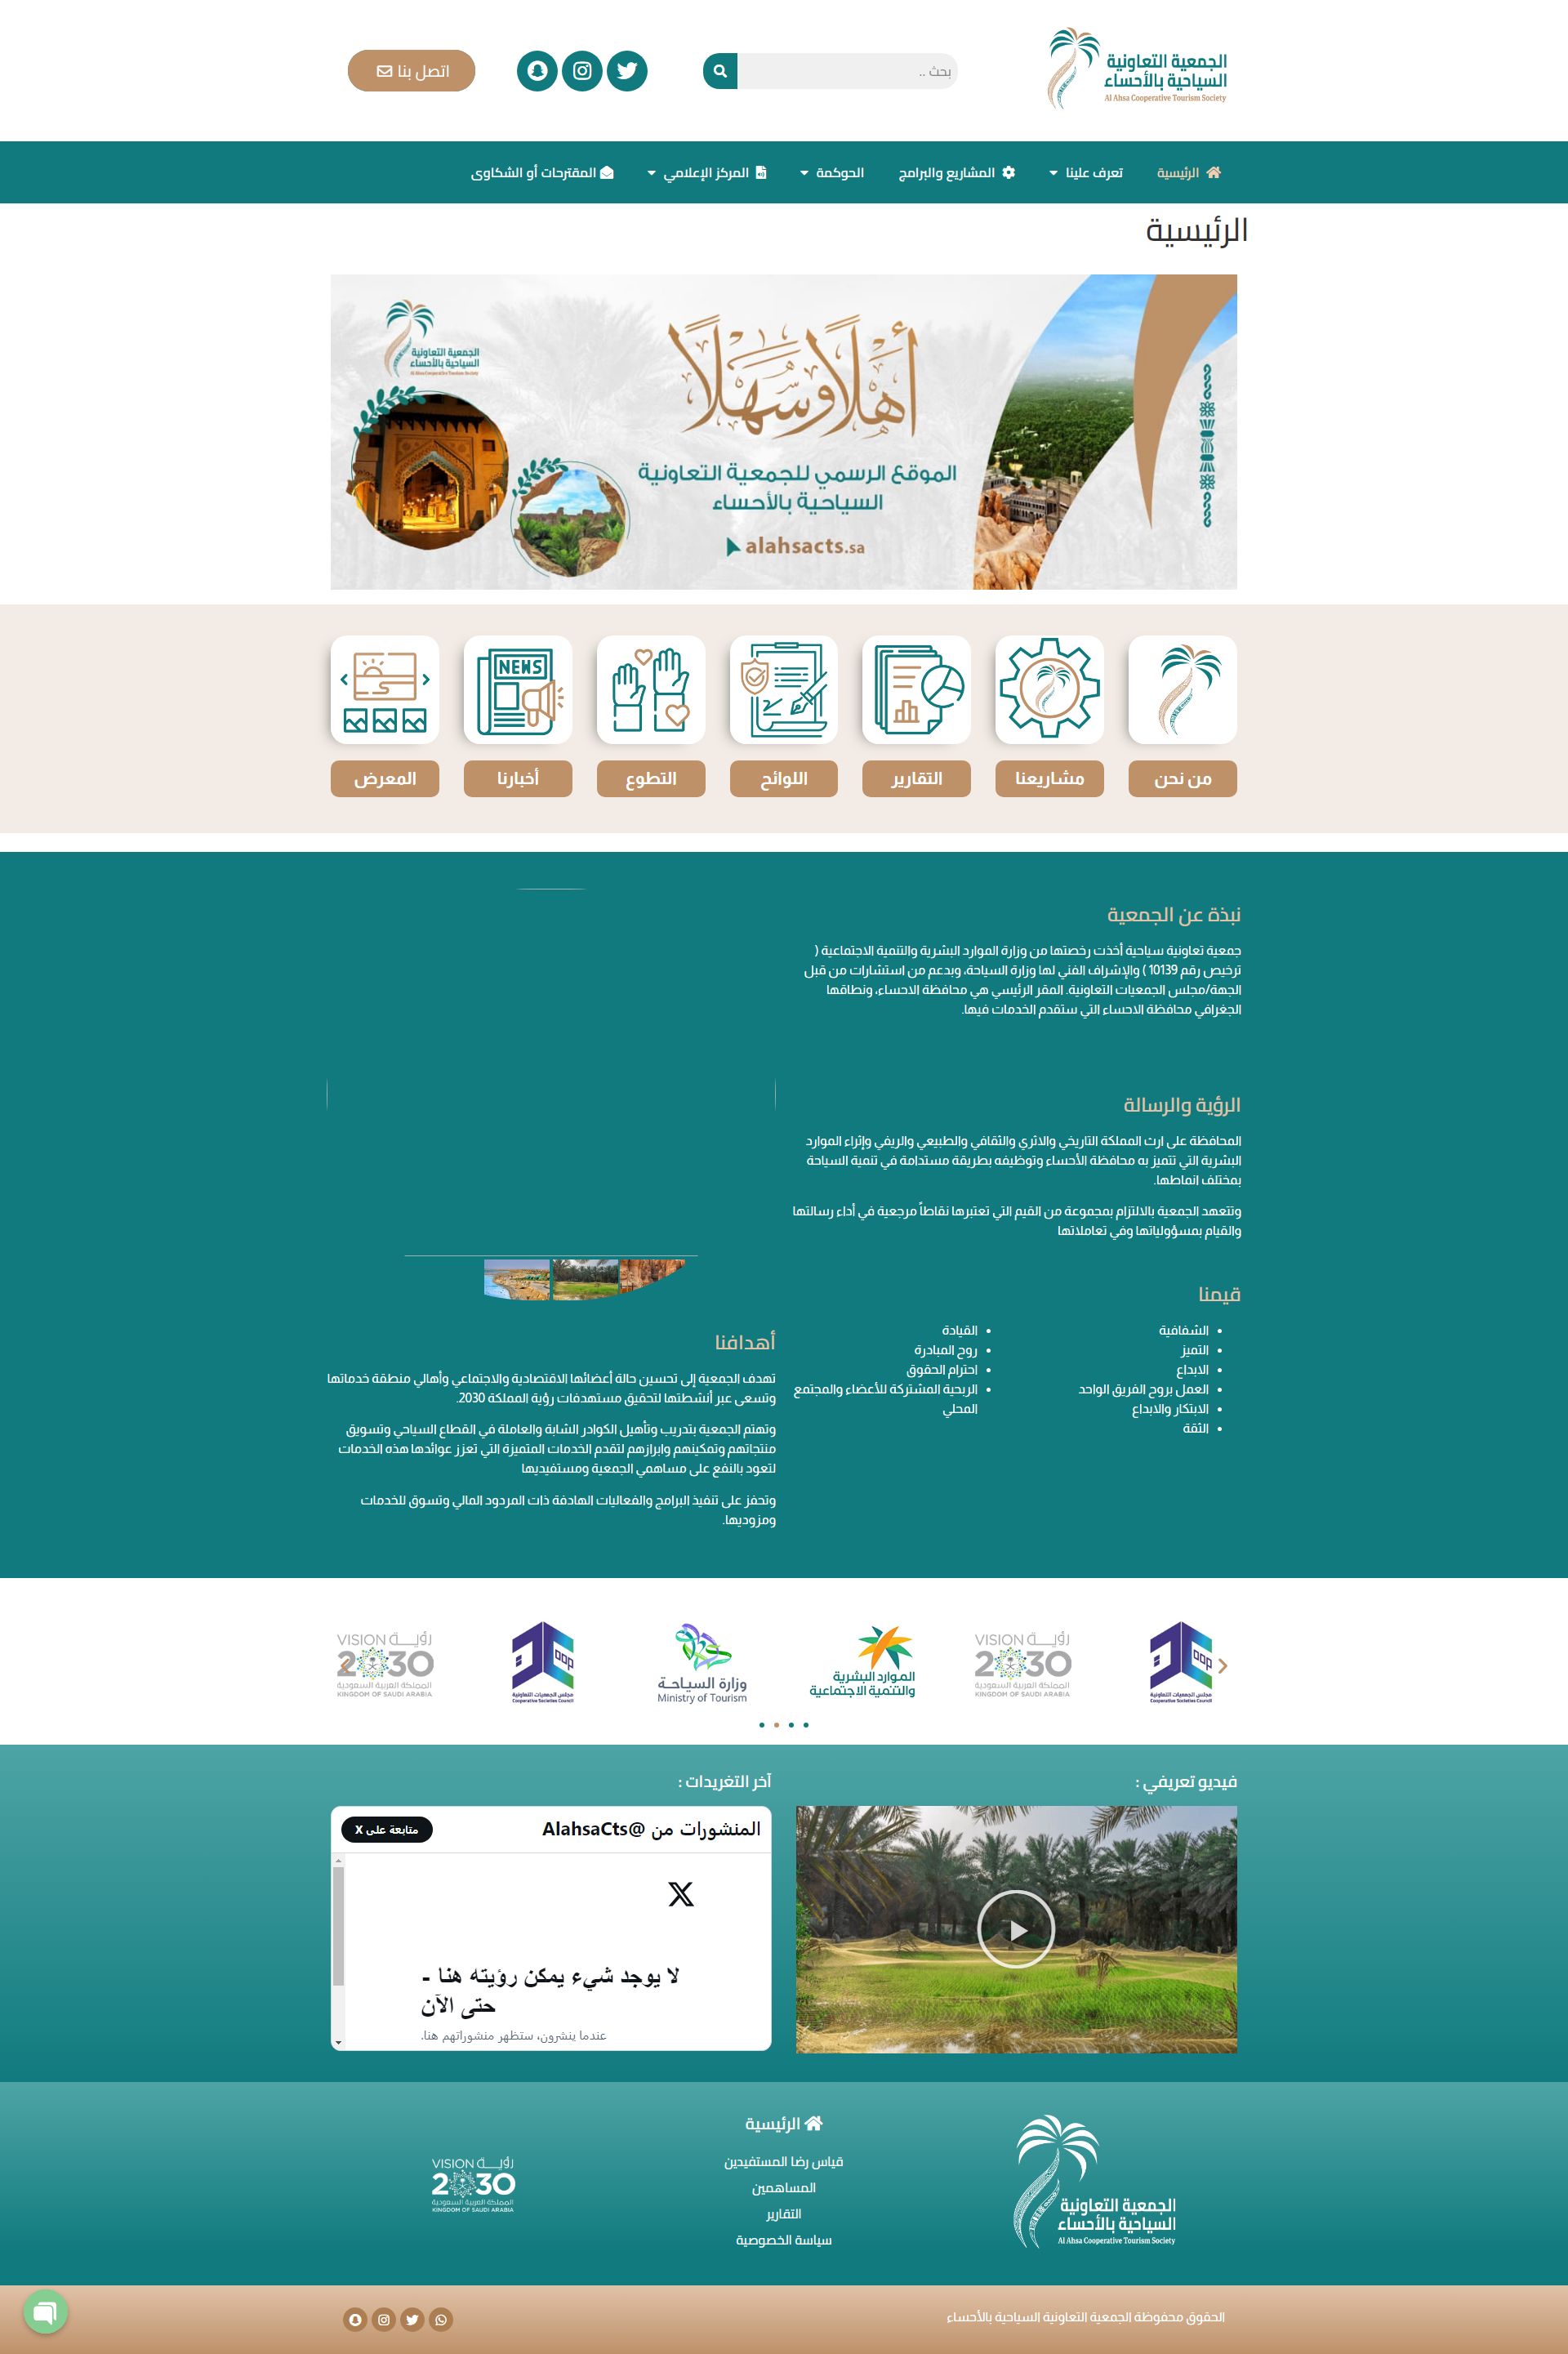 الجمعية التعاونية
السياحية بالأحساء
Al Ahsa Cooperative Tourism Society
بحث ..
اتصل بنا
الرئيسية
تعرف علينا
المشاريع والبرامج
الحوكمة
المركز الإعلامي
المقترحات أو الشكاوى
الرئيسية
الجمعية التعاونية
السياحية بالأحساء
Al Ahsa Cooperative Tourism Society
أهلا وسهلا
الموقع الرسمي للجمعية التعاونية
السياحية بالأحساء
alahsacts.sa
NEWS
من نحن
مشاريعنا
التقارير
اللوائح
التطوع
أخبارنا
المعرض
نبذة عن الجمعية
جمعية تعاونية سياحية أخذت رخصتها من وزارة الموارد البشرية والتنمية الاجتماعية (
ترخيص رقم 10139 ) والإشراف الفني لها وزارة السياحة، وبدعم من استشارات من قبل
الجهة/مجلس الجمعيات التعاونية. المقر الرئيسي هي محافظة الاحساء، ونطاقها
الجغرافي محافظة الاحساء التي ستقدم الخدمات فيها.
الرؤية والرسالة
المحافظة على ارث المملكة التاريخي والاثري والثقافي والطبيعي والريفي وإثراء الموارد
البشرية التي تتميز به محافظة الأحساء وتوظيفه بطريقة مستدامة في تنمية السياحة
بمختلف انماطها.
وتتعهد الجمعية بالالتزام بمجموعة من القيم التي تعتبرها نقاطاً مرجعية في أداء رسالتها
والقيام بمسؤولياتها وفي تعاملاتها
قيمنا
الشفافية
التميز
الابداع
العمل بروح الفريق الواحد
الابتكار والابداع
الثقة
القيادة
روح المبادرة
احترام الحقوق
الربحية المشتركة للأعضاء والمجتمع
المحلي
أهدافنا
تهدف الجمعية إلى تحسين حالة أعضائها الاقتصادية والاجتماعي وأهالي منطقة خدماتها
وتسعى عبر أنشطتها لتحقيق مستهدفات رؤية المملكة 2030.
وتهتم الجمعية بتدريب وتأهيل الكوادر الشابة والعاملة في القطاع السياحي وتسويق
منتجاتهم وتمكينهم وابرازهم لتقدم الخدمات المتميزة التي تعزز عوائدها هذه الخدمات
لتعود بالنفع على مساهمي الجمعية ومستفيديها
وتحفز على تنفيذ البرامج والفعاليات الهادفة ذات المردود المالي وتسوق للخدمات
ومزوديها.
مجلس الجمعيات التعاونية
Cooperative Societies Council
VISION رؤيــة
2030
المملكة العربية السعودية
KINGDOM OF SAUDI ARABIA
الموارد البشرية
والتنمية الاجتماعية
وزارة السياحـة
Ministry of Tourism
مجلس الجمعيات التعاونية
Cooperative Societies Council
VISION رؤيــة
2030
المملكة العربية السعودية
KINGDOM OF SAUDI ARABIA
فيديو تعريفي :
آخر التغريدات :
المنشورات من @AlahsaCts
متابعة على X
لا يوجد شيء يمكن رؤيته هنا -
حتى الآن
عندما ينشرون، ستظهر منشوراتهم هنا.
الجمعية التعاونية
السياحية بالأحساء
Al Ahsa Cooperative Tourism Society
الرئيسية
قياس رضا المستفيدين
المساهمين
التقارير
سياسة الخصوصية
VISION رؤيــة
2030
المملكة العربية السعودية
KINGDOM OF SAUDI ARABIA
الحقوق محفوظة الجمعية التعاونية السياحية بالأحساء